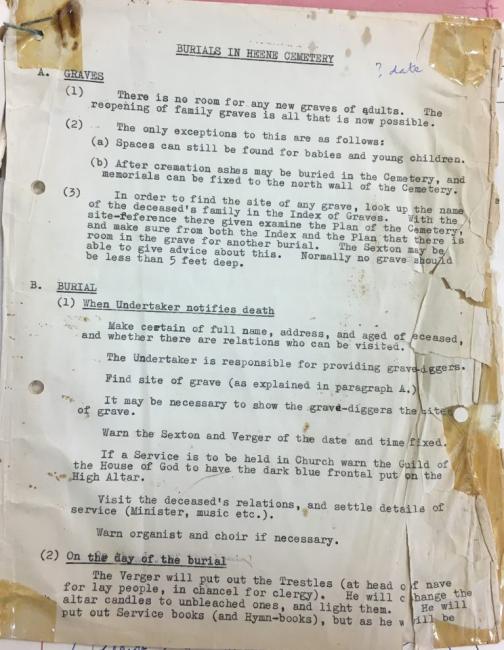 BURIALS IN HEENE CEMETERY
? date
A. GRAVES
(1) There is no room for any new graves of adults. The
reopening of family graves is all that is now possible.
(2) The only exceptions to this are as follows:
(a) Spaces can still be found for babies and young children.
(b) After cremation ashes may be buried in the Cemetery, and
memorials can be fixed to the north wall of the Cemetery.
(3) In order to find the site of any grave, look up the name
of the deceased's family in the Index of Graves. With the
site-reference there given examine the Plan of the Cemetery,
and make sure from both the Index and the Plan that there is
room in the grave for another burial. The Sexton may be
able to give advice about this. Normally no grave should
be less than 5 feet deep.
B. BURIAL
(1) When Undertaker notifies death
Make certain of full name, address, and aged of eceased,
and whether there are relations who can be visited.
The Undertaker is responsible for providing grave-diggers.
Find site of grave (as explained in paragraph A.)
It may be necessary to show the grave-diggers the site
of grave.
Warn the Sexton and Verger of the date and time fixed.
If a Service is to be held in Church warn the Guild of
the House of God to have the dark blue frontal put on the
High Altar.
Visit the deceased's relations, and settle details of
service (Minister, music etc.).
Warn organist and choir if necessary.
(2) On the day of the burial
The Verger will put out the Trestles (at head of nave
for lay people, in chancel for clergy). He will change the
altar candles to unbleached ones, and light them. He will
put out Service books (and Hymn-books), but as he will be